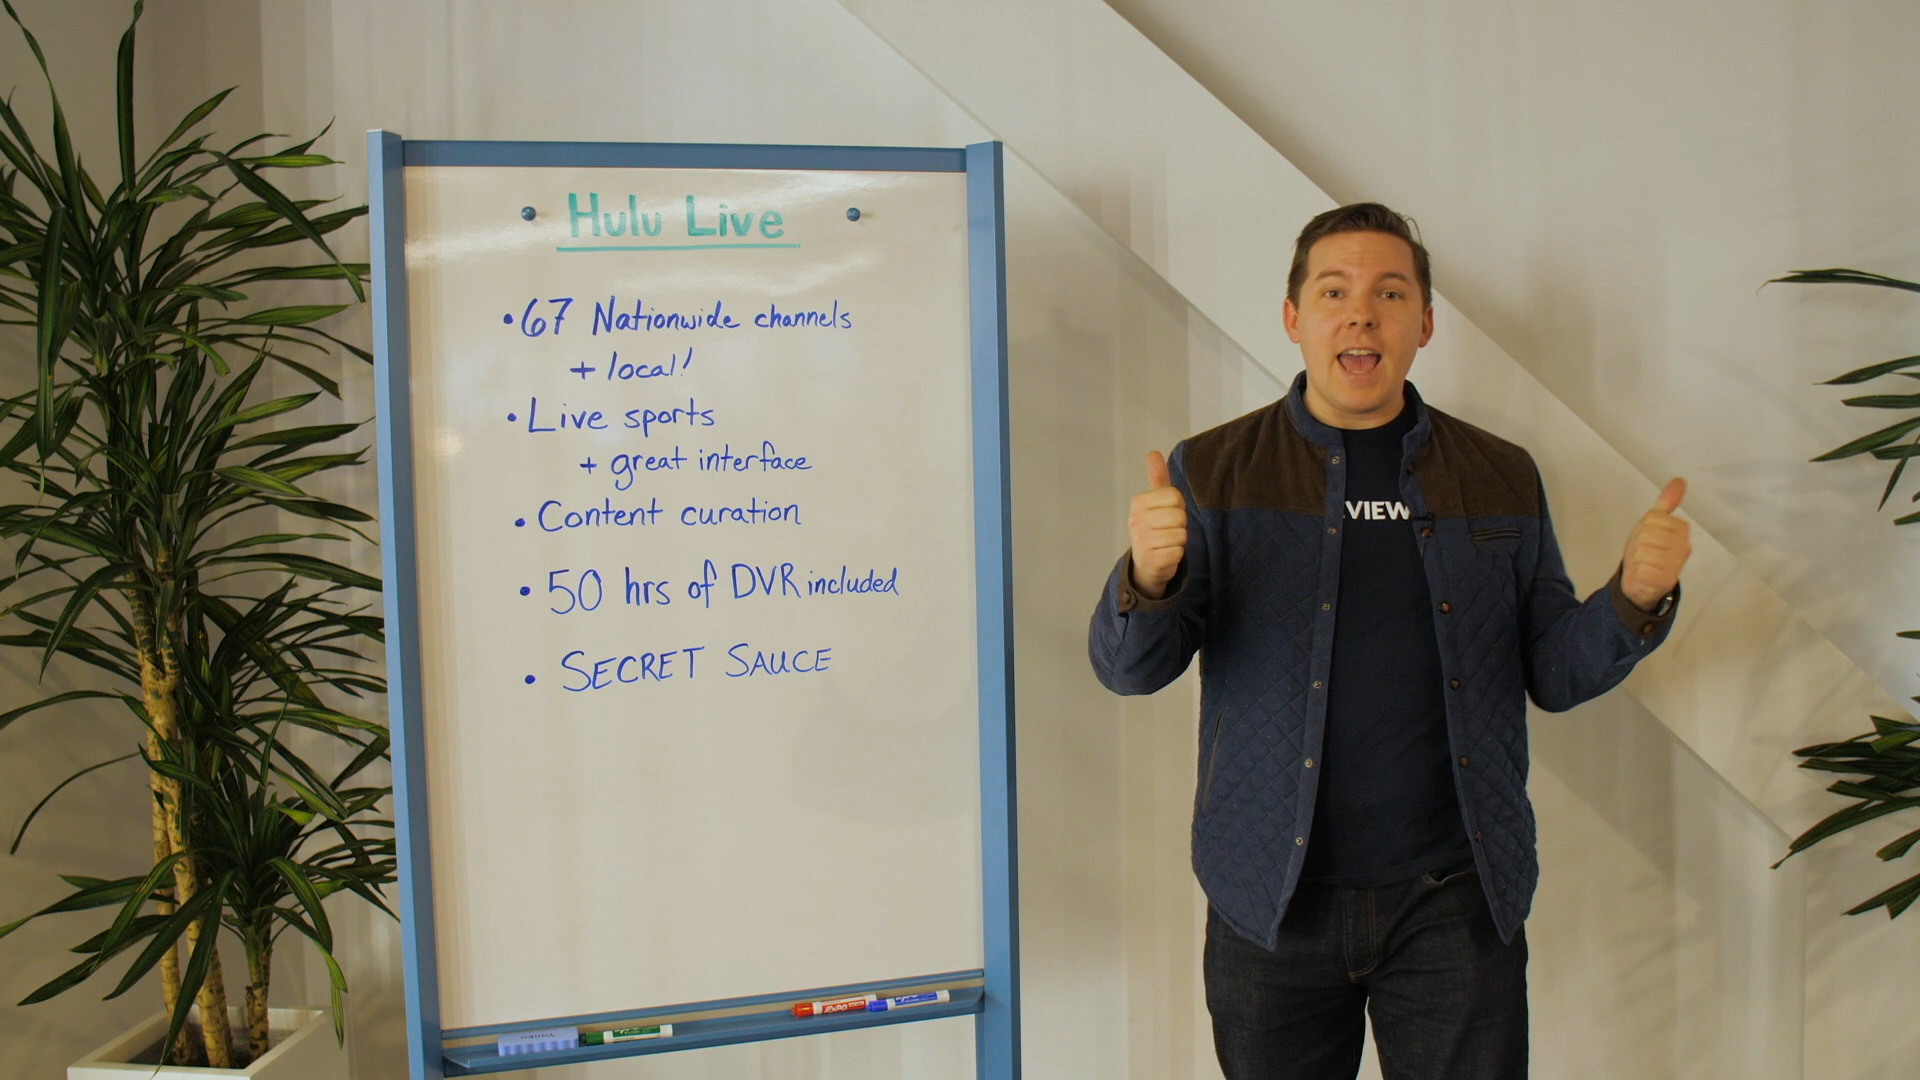 Hulu Live
• 67 Nationwide channels
+ local!
• Live sports
+ great interface
• Content curation
• 50 hrs of DVR included
• SECRET SAUCE
VIEW
EXPO